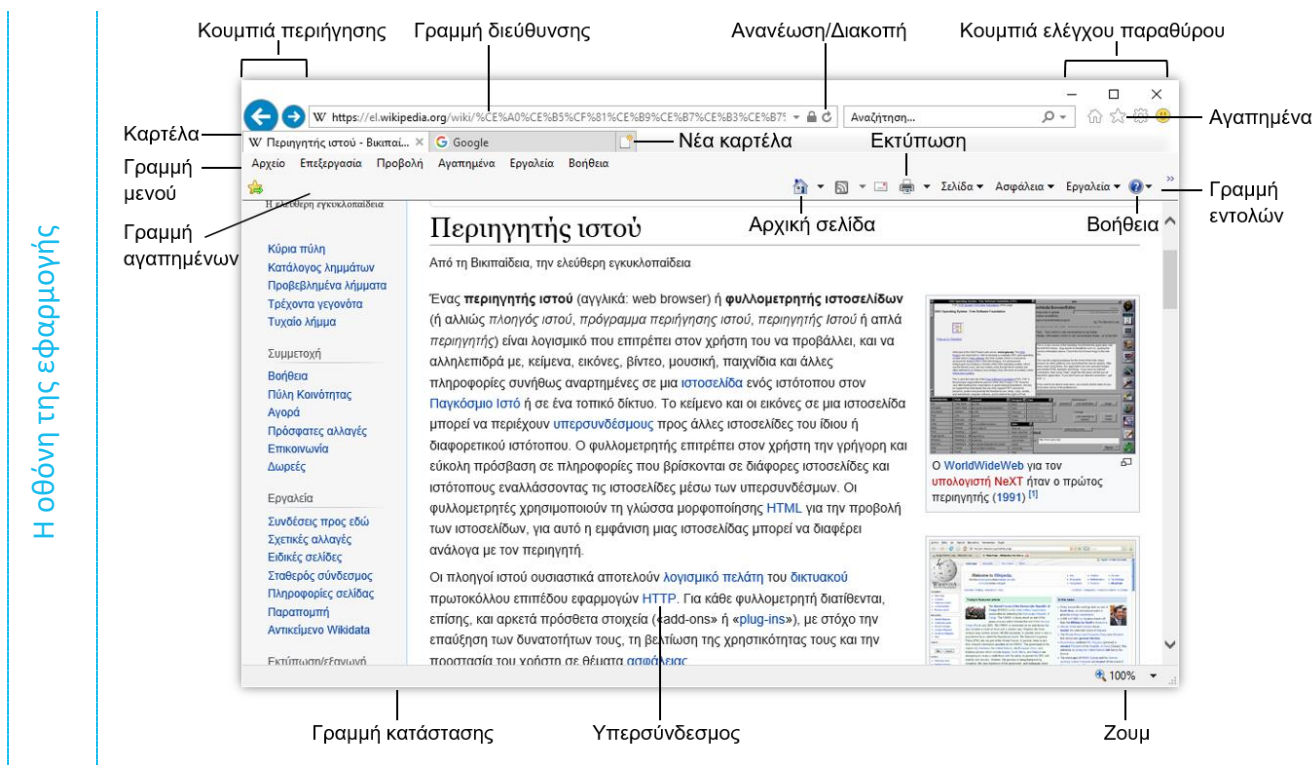 Η οθόνη της εφαρμογής
Κουμπιά περιήγησης
Γραμμή διεύθυνσης
Ανανέωση/Διακοπή
Κουμπιά ελέγχου παραθύρου
https://el.wikipedia.org/wiki/%CE%A0%CE%B5%CF%81%CE%B9%CE%B7%CE%B3%CE%B7
Αναζήτηση...
Αγαπημένα
Καρτέλα
W Περιηγητής ιστού - Βικιπαί...
Google
Νέα καρτέλα
Εκτύπωση
Γραμμή
μενού
Αρχείο Επεξεργασία Προβολή Αγαπημένα Εργαλεία Βοήθεια
Σελίδα Ασφάλεια Εργαλεία
Γραμμή
εντολών
Γραμμή
αγαπημένων
Αρχική σελίδα
Βοήθεια
Η ελεύθερη εγκυκλοπαίδεια
Κύρια πύλη
Κατάλογος λημμάτων
Προβεβλημένα λήμματα
Τρέχοντα γεγονότα
Τυχαίο λήμμα
Συμμετοχή
Βοήθεια
Πύλη Κοινότητας
Αγορά
Πρόσφατες αλλαγές
Επικοινωνία
Δωρεές
Εργαλεία
Συνδέσεις προς εδώ
Σχετικές αλλαγές
Ειδικές σελίδες
Σταθερός σύνδεσμος
Πληροφορίες σελίδας
Παραπομπή
Αντικείμενο Wikidata
Εκτύπωση/εξαγωγή
Περιηγητής ιστού
Από τη Βικιπαίδεια, την ελεύθερη εγκυκλοπαίδεια
Ένας περιηγητής ιστού (αγγλικά: web browser) ή φυλλομετρητής ιστοσελίδων
(ή αλλιώς πλοηγός ιστού, πρόγραμμα περιήγησης ιστού, περιηγητής Ιστού ή απλά
περιηγητής) είναι λογισμικό που επιτρέπει στον χρήστη του να προβάλλει, και να
αλληλεπιδρά με, κείμενα, εικόνες, βίντεο, μουσική, παιχνίδια και άλλες
πληροφορίες συνήθως αναρτημένες σε μια ιστοσελίδα ενός ιστότοπου στον
Παγκόσμιο Ιστό ή σε ένα τοπικό δίκτυο. Το κείμενο και οι εικόνες σε μια ιστοσελίδα
μπορεί να περιέχουν υπερσυνδέσμους προς άλλες ιστοσελίδες του ίδιου ή
διαφορετικού ιστότοπου. Ο φυλλομετρητής επιτρέπει στον χρήστη την γρήγορη και
εύκολη πρόσβαση σε πληροφορίες που βρίσκονται σε διάφορες ιστοσελίδες και
ιστότοπους εναλλάσσοντας τις ιστοσελίδες μέσω των υπερσυνδέσμων. Οι
φυλλομετρητές χρησιμοποιούν τη γλώσσα μορφοποίησης HTML για την προβολή
των ιστοσελίδων, για αυτό η εμφάνιση μιας ιστοσελίδας μπορεί να διαφέρει
ανάλογα με τον περιηγητή.
Οι πλοηγοί ιστού ουσιαστικά αποτελούν λογισμικό πελάτη του δικτυακού
πρωτοκόλλου επιπέδου εφαρμογών HTTP. Για κάθε φυλλομετρητή διατίθενται,
επίσης, και αρκετά πρόσθετα στοιχεία («add-ons» ή «plug-ins»), με στόχο την
επαύξηση των δυνατοτήτων τους, τη βελτίωση της χρηστικότητας τους και την
προστασία του χρήστη σε θέματα ασφάλειας
Ο WorldWideWeb για τον
υπολογιστή NeXT ήταν ο πρώτος
περιηγητής (1991) [1]
100%
Γραμμή κατάστασης
Υπερσύνδεσμος
Ζουμ